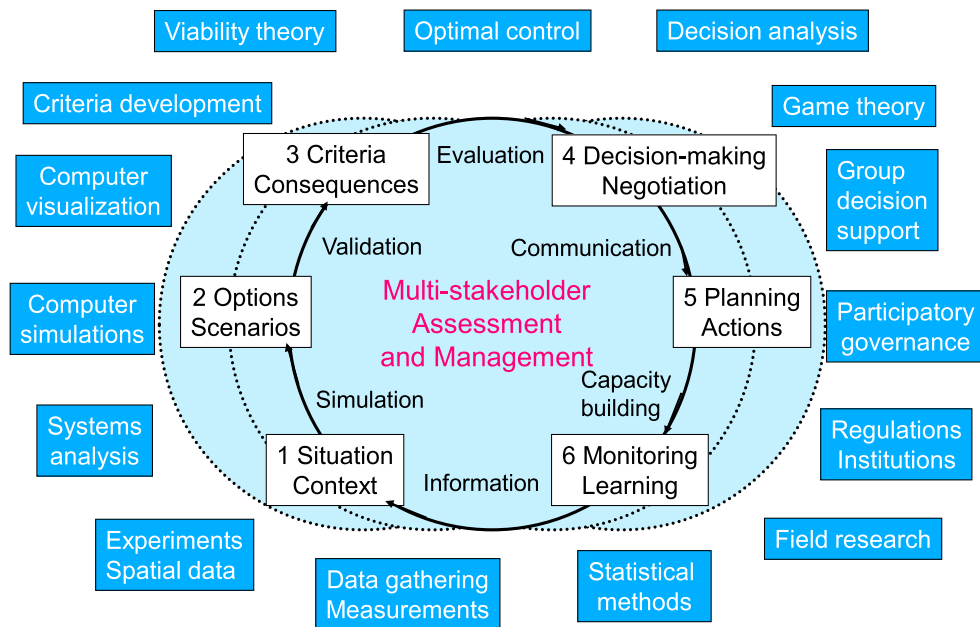 Viability theory
Optimal control
Decision analysis
Criteria development
Game theory
3 Criteria
Consequences
Evaluation
4 Decision-making
Negotiation
Computer
visualization
Group
decision
support
Validation
Communication
Computer
simulations
2 Options
Scenarios
Multi-stakeholder
Assessment
and Management
5 Planning
Actions
Participatory
governance
Simulation
Capacity
building
Systems
analysis
1 Situation
Context
Information
6 Monitoring
Learning
Regulations
Institutions
Experiments
Spatial data
Data gathering
Measurements
Statistical
methods
Field research